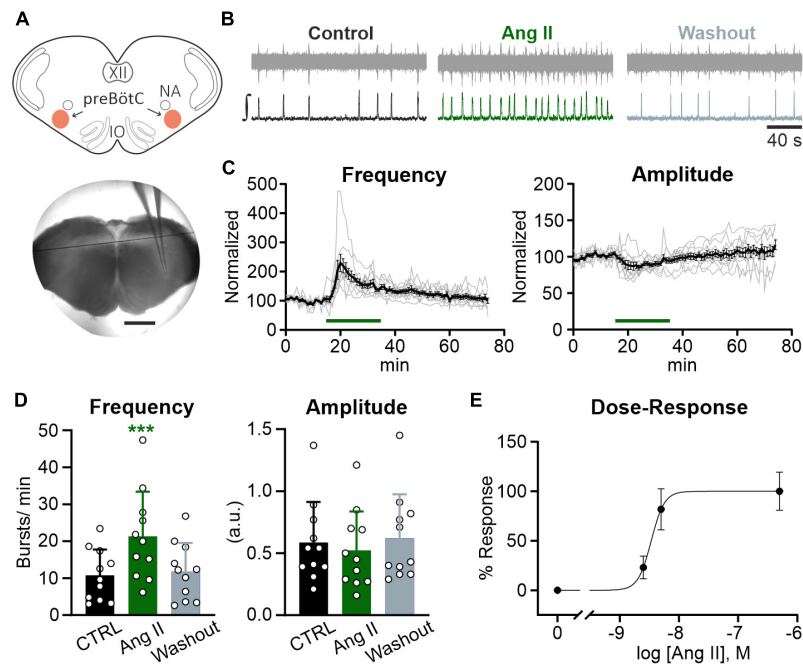 A
XII
preBötC
NA
IO
B
Control
Ang II
Washout
∫
40 s
C
Frequency
Normalized
500
400
300
200
100
0
20
40
60
80
min
Amplitude
Normalized
200
150
100
50
0
0
20
40
60
80
min
D
Frequency
***
Bursts/ min
50
40
30
20
10
0
CTRL
Ang II
Washout
Amplitude
(a.u.)
1.5
1.0
0.5
0.0
CTRL
Ang II
Washout
E
Dose-Response
% Response
150
100
50
0
0
-9
-8
-7
-6
log [Ang II], M